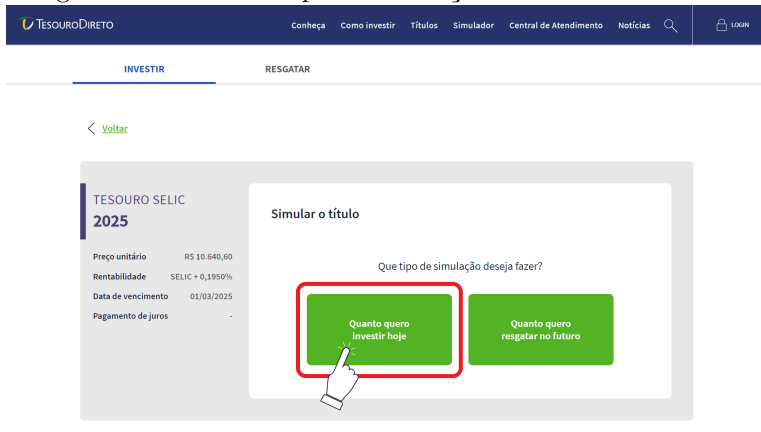 TESOURODIRETO
Conheça Como investir Títulos Simulador Central de Atendimento Notícias LOGIN
INVESTIR RESGATAR
Voltar
TESOURO SELIC
2025
Preço unitário R$ 10.640,60
Rentabilidade SELIC + 0,1950%
Data de vencimento 01/03/2025
Pagamento de juros -
Simular o título
Que tipo de simulação deseja fazer?
Quanto quero
investir hoje
Quanto quero
resgatar no futuro